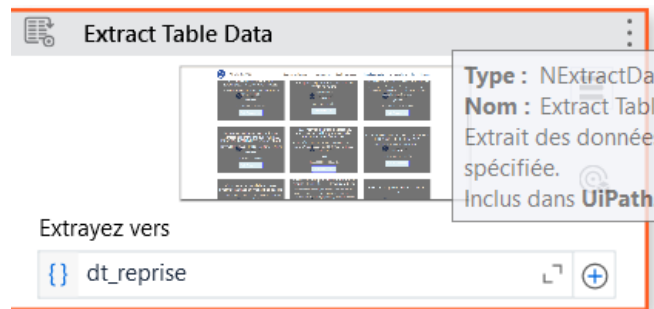 Extract Table Data
Type : NExtractDa
Nom : Extract Tabl
Extrait des donnée
spécifiée.
Inclus dans UiPath
Extrayez vers
{} dt_reprise